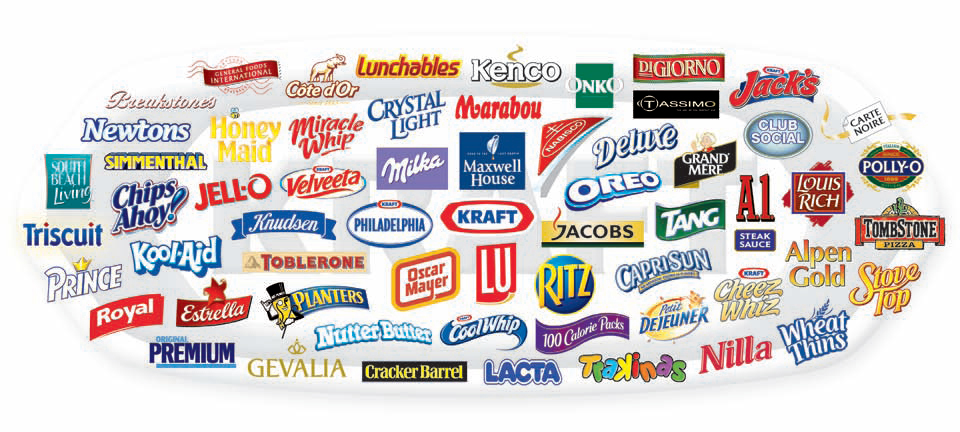 GENERAL FOODS
INTERNATIONAL
Côte d'Or
Lunchables
Kenco
ONKO
DIGIORNO
KRAFT
Jack's
Breakstones
CRYSTAL
LIGHT
Marabou
TASSIMO
Newtons
Honey
Maid
Miracle
Whip
NABISCO
Deluxe
CLUB
SOCIAL
CARTE
NOIRE
SOUTH
BEACH
Living
SIMMENTHAL
Milka
Maxwell
House
GRAND'
MÈRE
POLLY-O
Chips
Ahoy!
JELL-O
KRAFT
Velveeta
OREO
A1
STEAK
SAUCE
LOUIS
RICH
Triscuit
Knudsen
KRAFT
PHILADELPHIA
KRAFT
JACOBS
TANG
TOMBSTONE
PIZZA
Kool-Aid
TOBLERONE
Oscar
Mayer
LU
RITZ
CAPRI SUN
KRAFT
Cheez
Whiz
Alpen
Gold
Stove
Top
PRINCE
Royal
Estrella
PLANTERS
Petit
DEJEUNER
Nutter Butter
KRAFT
Cool Whip
100 Calorie Packs
Wheat
Thins
ORIGINAL
PREMIUM
GEVALIA
Cracker Barrel
LACTA
Trakinas
Nilla